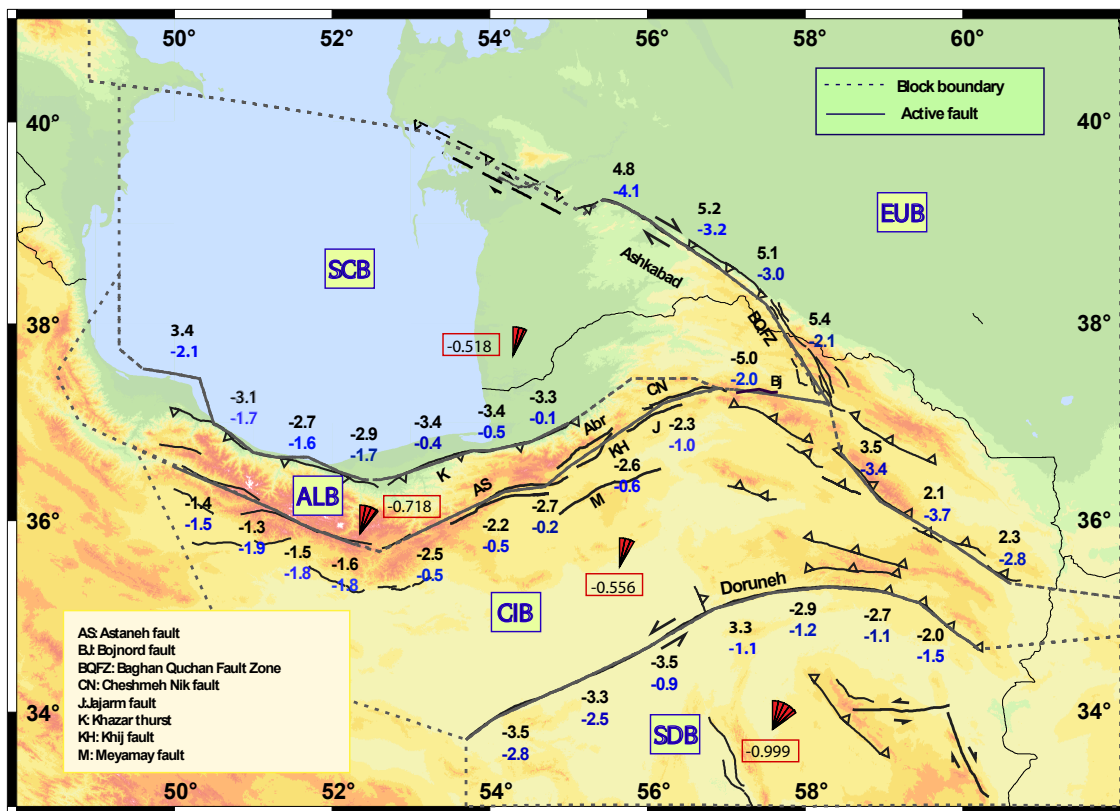 50° 52° 54° 56° 58° 60°
Block boundary
Active fault
40° 40°
4.8
-4.1
5.2
-3.2
EUB
Ashkabad
5.1
-3.0
SCB
38° 38°
3.4
-2.1
-0.518
BQFZ
5.4
-2.1
-5.0
-2.0
Bj
CN
-3.1
-1.7
-2.7
-1.6
-2.9
-1.7
-3.4
-0.4
-3.4
-0.5
-3.3
-0.1
Abr
J
-2.3
-1.0
KH
K
AS
-2.6
-0.6
M
3.5
-3.4
ALB
-0.718
36° 36°
-1.4
-1.5
-1.3
-1.9
-1.5
-1.8
-1.6
-1.8
-2.5
-0.5
-2.2
-0.5
-2.7
-0.2
2.1
-3.7
2.3
-2.8
-0.556
CIB
Doruneh
-2.9
-1.2
-2.7
-1.1
-2.0
-1.5
3.3
-1.1
-3.5
-0.9
-3.3
-2.5
-3.5
-2.8
AS: Astaneh fault
BJ: Bojnord fault
BQFZ: Baghan Quchan Fault Zone
CN: Cheshmeh Nik fault
J:Jajarm fault
K: Khazar thurst
KH: Khij fault
M: Meyamay fault
34° 34°
SDB
-0.999
50° 52° 54° 56° 58°